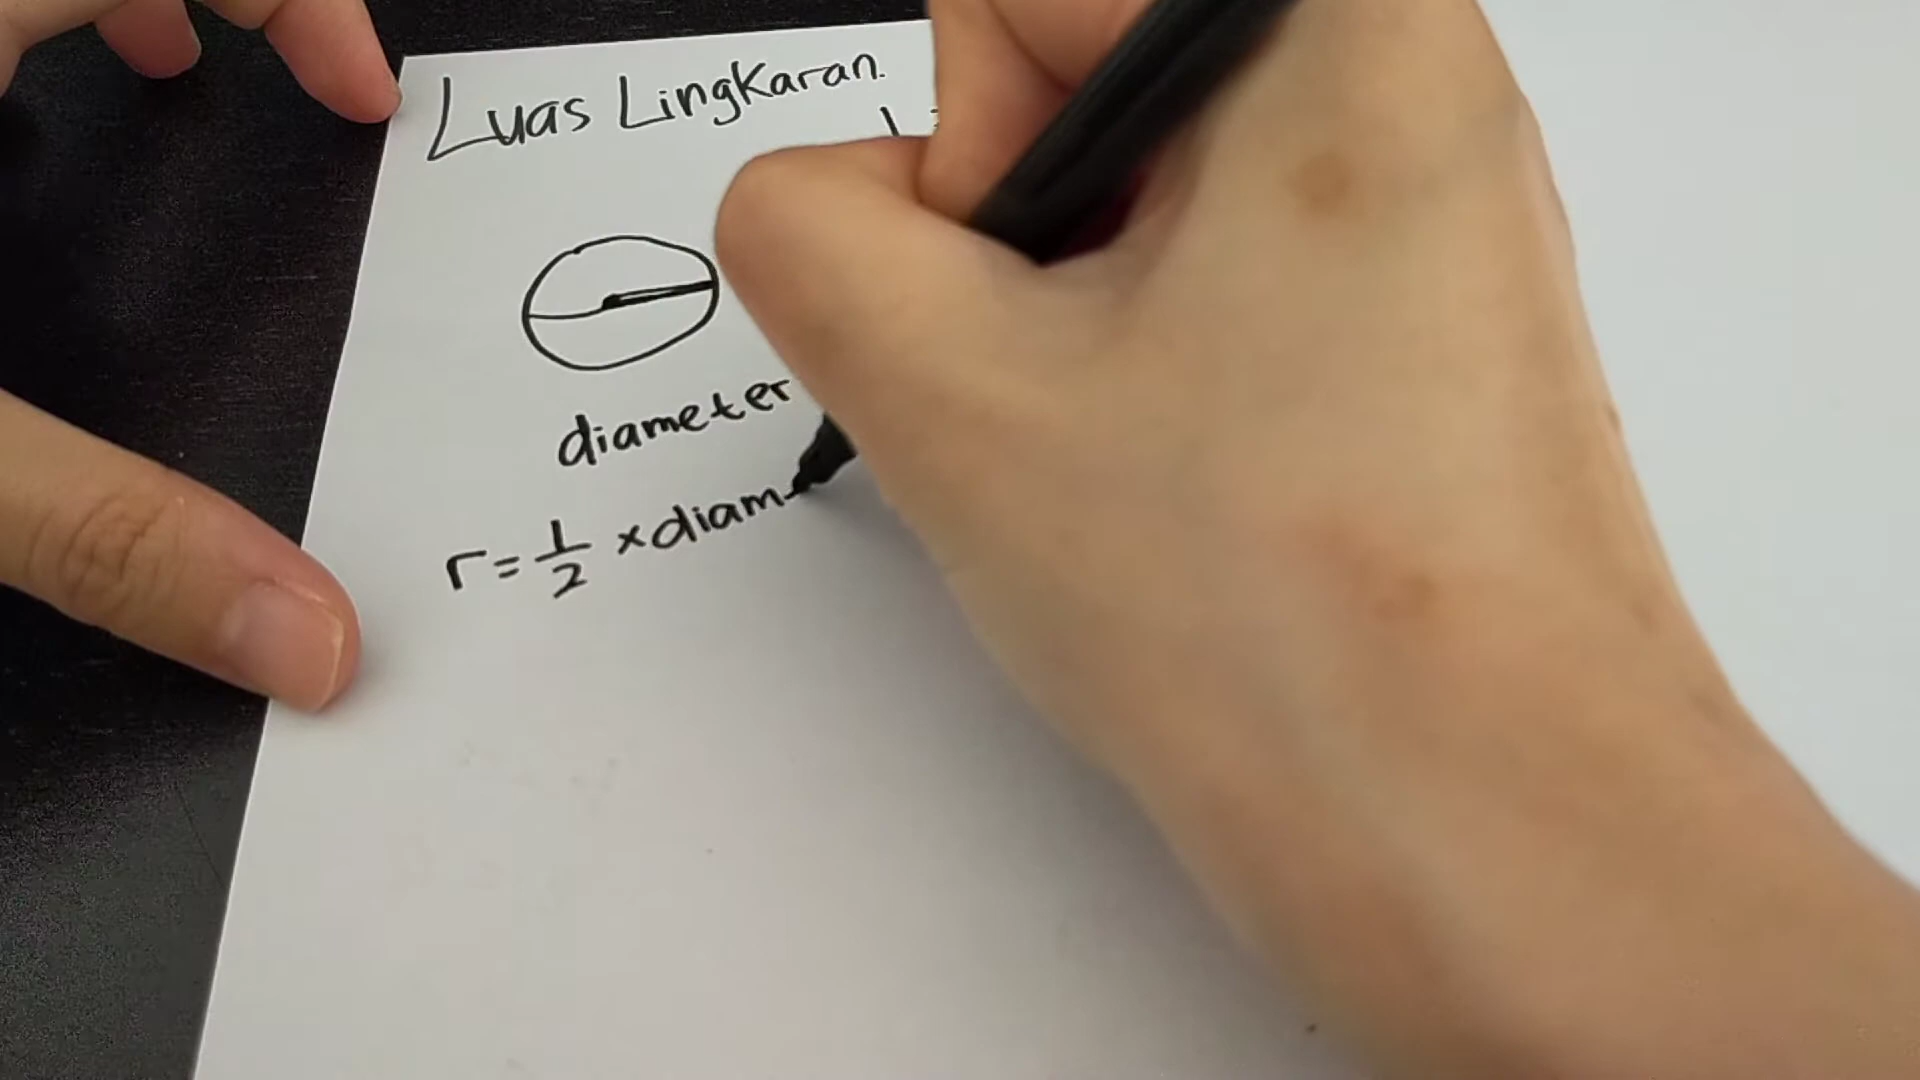 Luas Lingkaran.
L =
diameter
r = 1/2 x diam